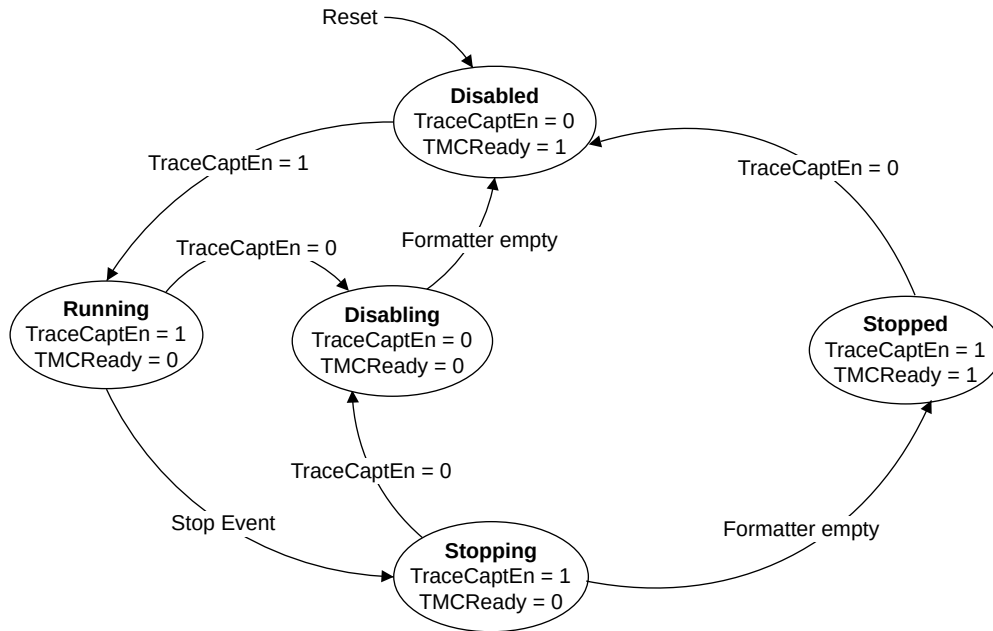 Reset
Disabled
TraceCaptEn = 0
TMCReady = 1
TraceCaptEn = 1
TraceCaptEn = 0
TraceCaptEn = 0
Formatter empty
Running
TraceCaptEn = 1
TMCReady = 0
Disabling
TraceCaptEn = 0
TMCReady = 0
Stopped
TraceCaptEn = 1
TMCReady = 1
TraceCaptEn = 0
Stop Event
Formatter empty
Stopping
TraceCaptEn = 1
TMCReady = 0